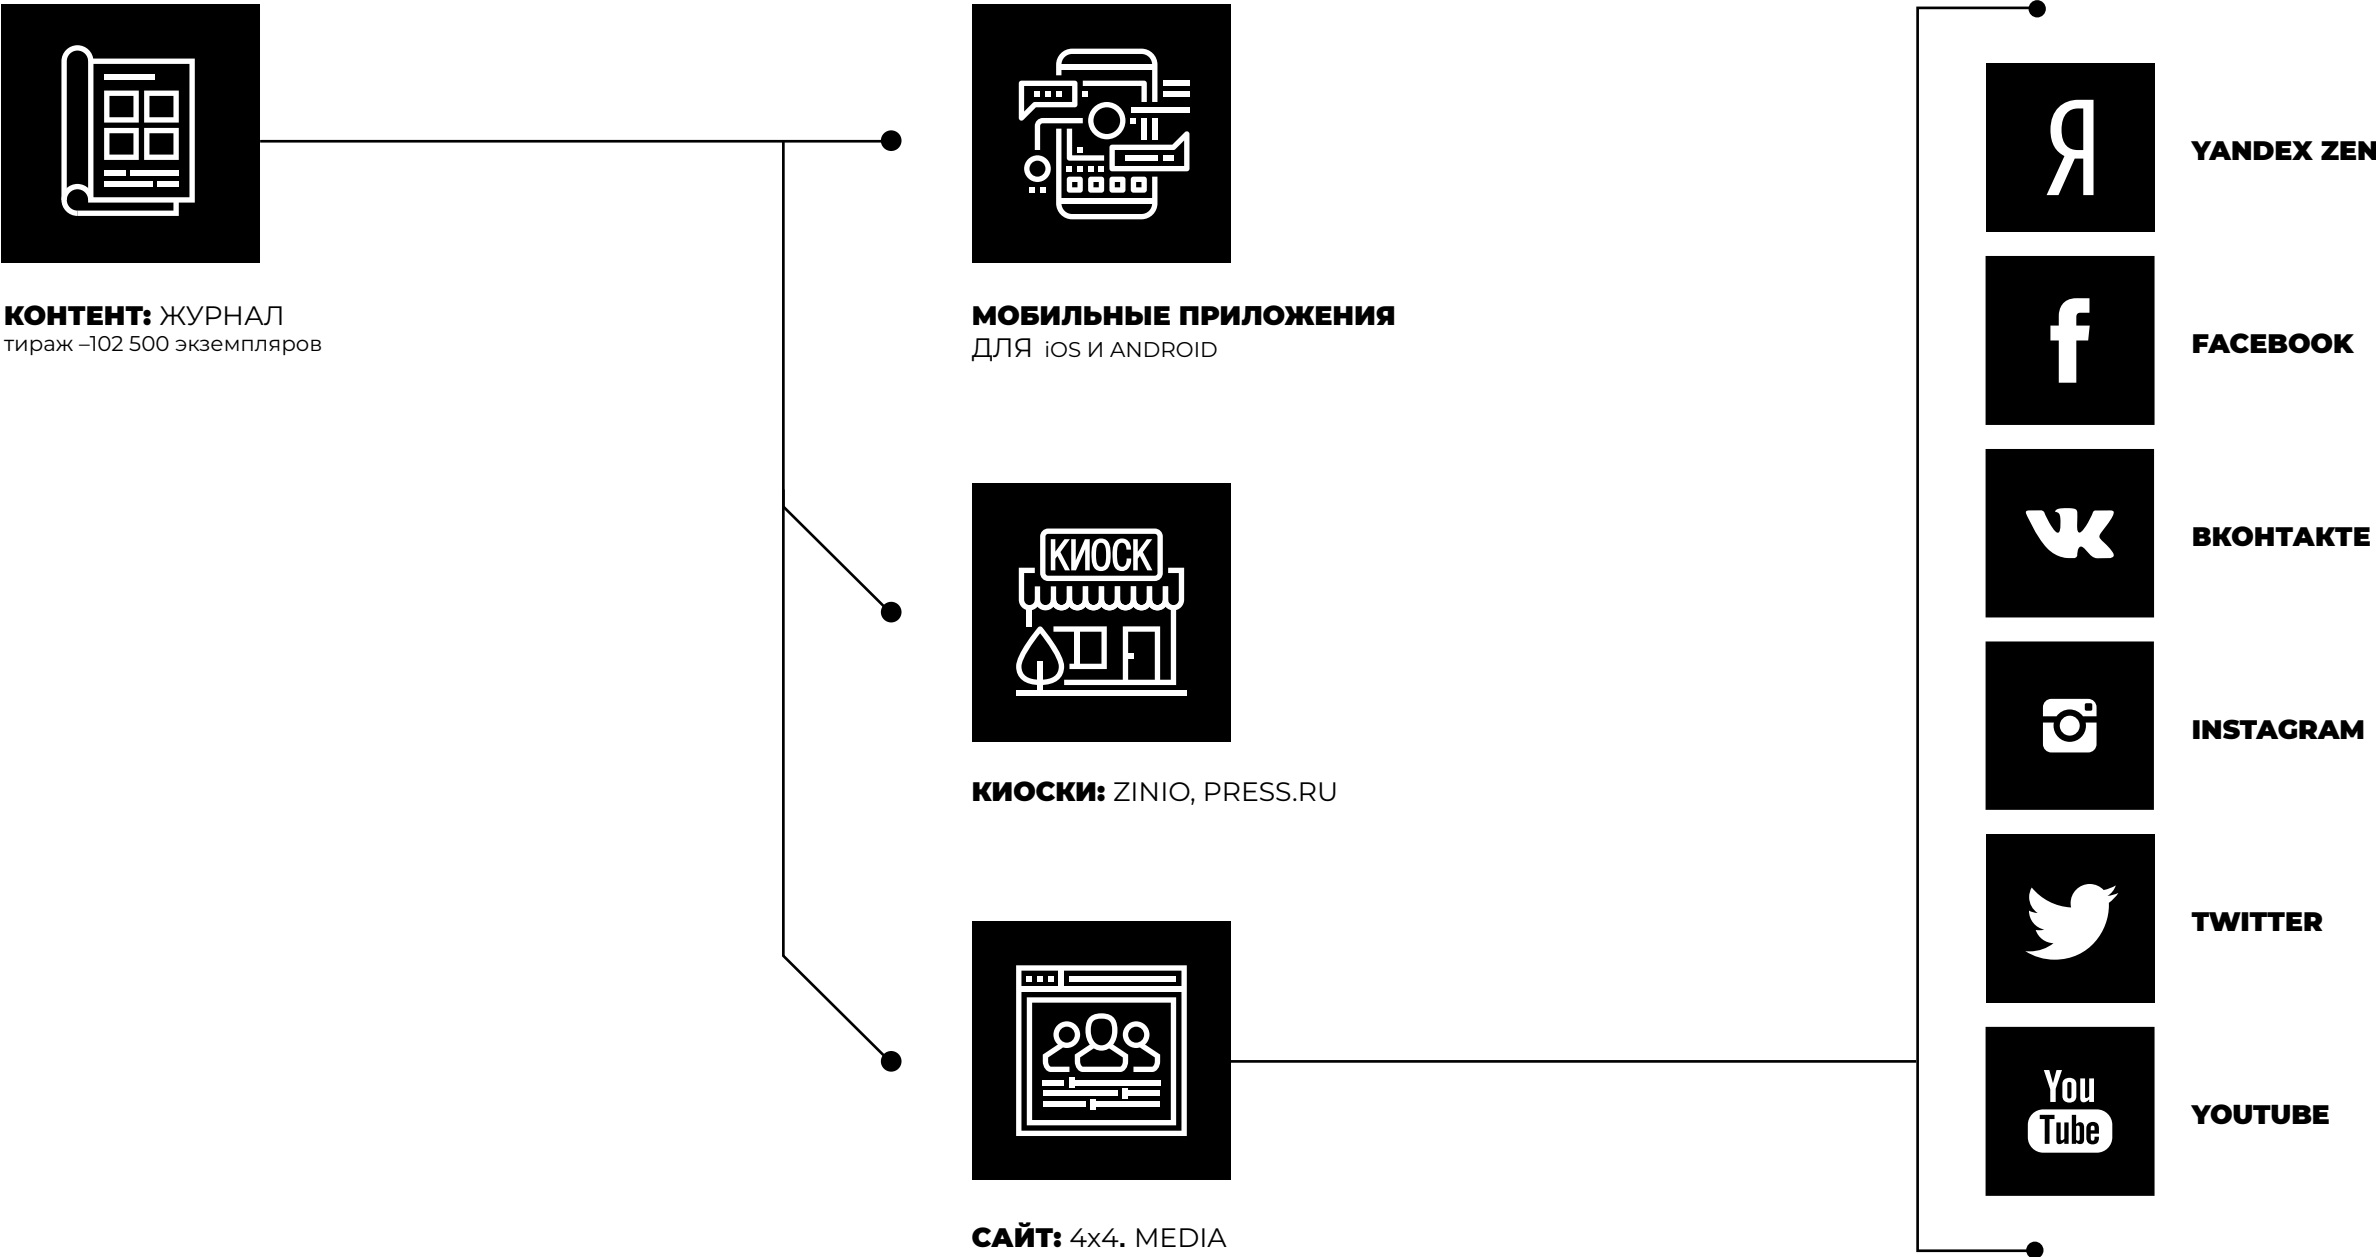 КОНТЕНТ: ЖУРНАЛ
тираж –102 500 экземпляров
МОБИЛЬНЫЕ ПРИЛОЖЕНИЯ
ДЛЯ iOS И ANDROID
КИОСК
КИОСКИ: ZINIO, PRESS.RU
САЙТ: 4x4. MEDIA
Я
YANDEX ZEN
f
FACEBOOK
VK
ВКОНТАКТЕ
INSTAGRAM
TWITTER
You
Tube
YOUTUBE